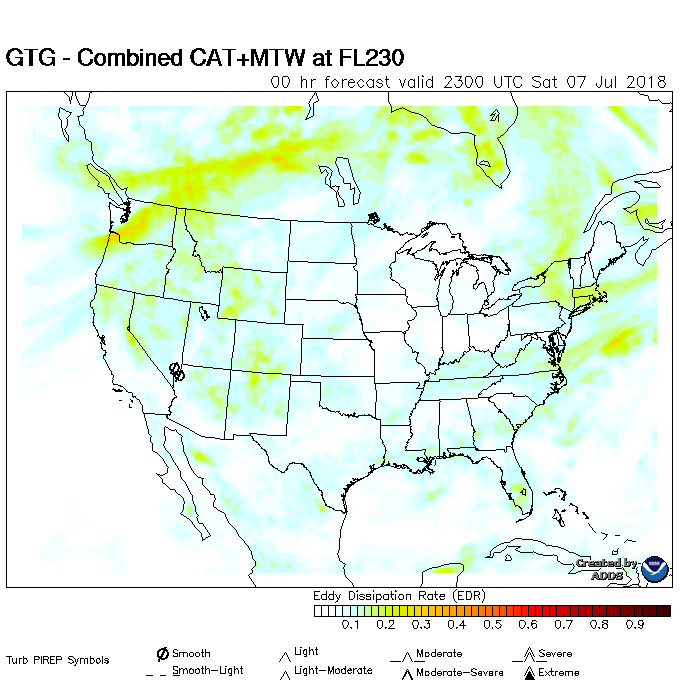 GTG - Combined CAT+MTW at FL230
00 hr forecast valid 2300 UTC Sat 07 Jul 2018
Created by
ADDS
Eddy Dissipation Rate (EDR)
0.1 0.2 0.3 0.4 0.5 0.6 0.7 0.8 0.9
Turb PIREP Symbols
Smooth Light Moderate Severe
Smooth-Light Light-Moderate Moderate-Severe Extreme